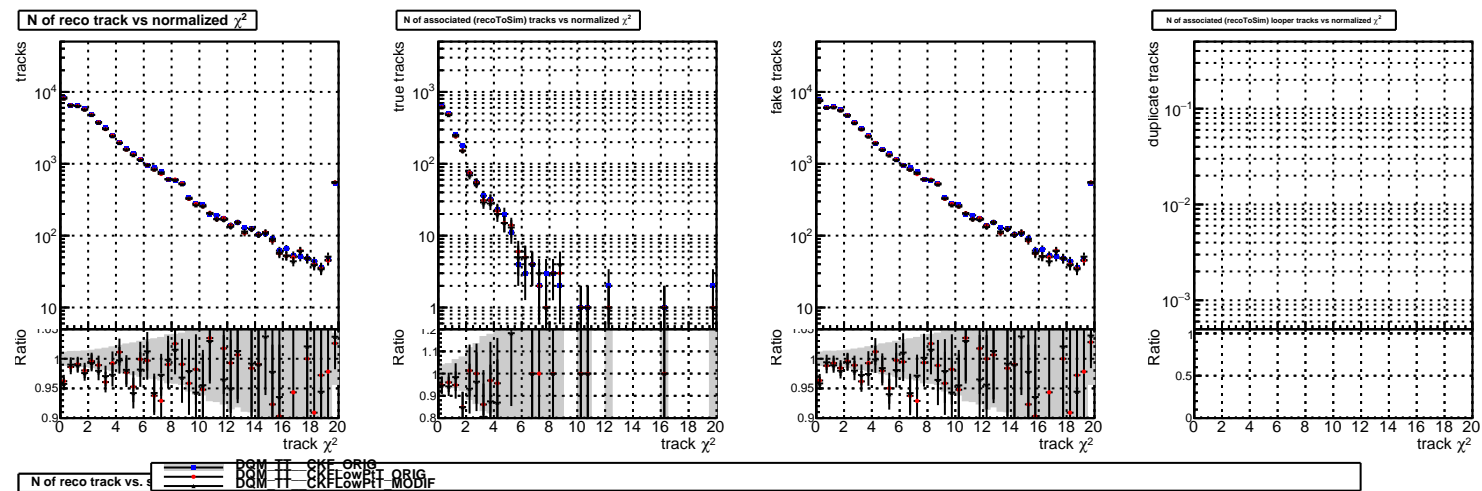 N of reco track vs normalized χ²
N of associated (recoToSim) tracks vs normalized χ²
N of associated (recoToSim) looper tracks vs normalized χ²
tracks
10⁴
10³
10²
10
Ratio
1
0.95
0.9
0 2 4 6 8 10 12 14 16 18 20
track χ²
true tracks
10³
10²
10
1
Ratio
1.2
1.1
1
0.9
0.8
0 2 4 6 8 10 12 14 16 18 20
track χ²
fake tracks
10⁴
10³
10²
10
Ratio
1
0.95
0.9
0 2 4 6 8 10 12 14 16 18 20
track χ²
duplicate tracks
10⁻¹
10⁻²
10⁻³
Ratio
1
0.5
0
0 2 4 6 8 10 12 14 16 18 20
track χ²
N of reco track vs.
DQM_TT__CKF_ORIG
DQM_TT__CKFLowPtT_ORIG
DQM_TT__CKFLowPtT_MODIF